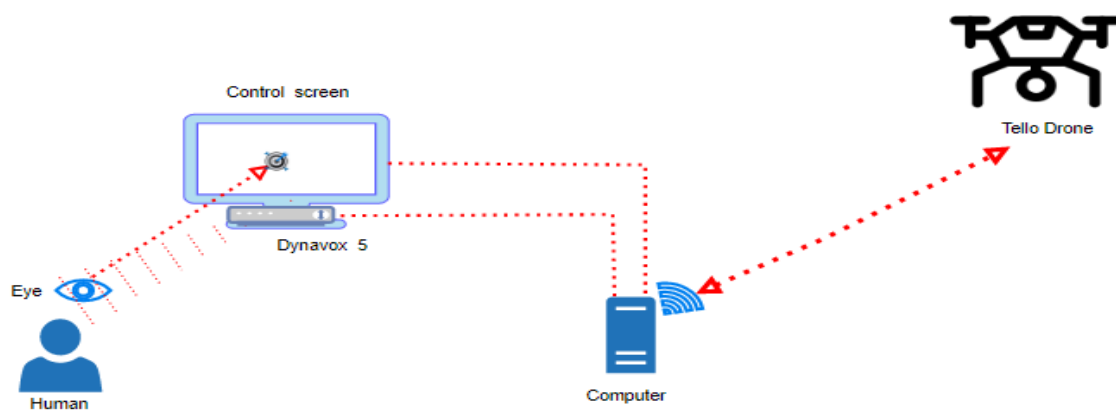 Control screen
Tello Drone
Dynavox 5
Eye
Computer
Human